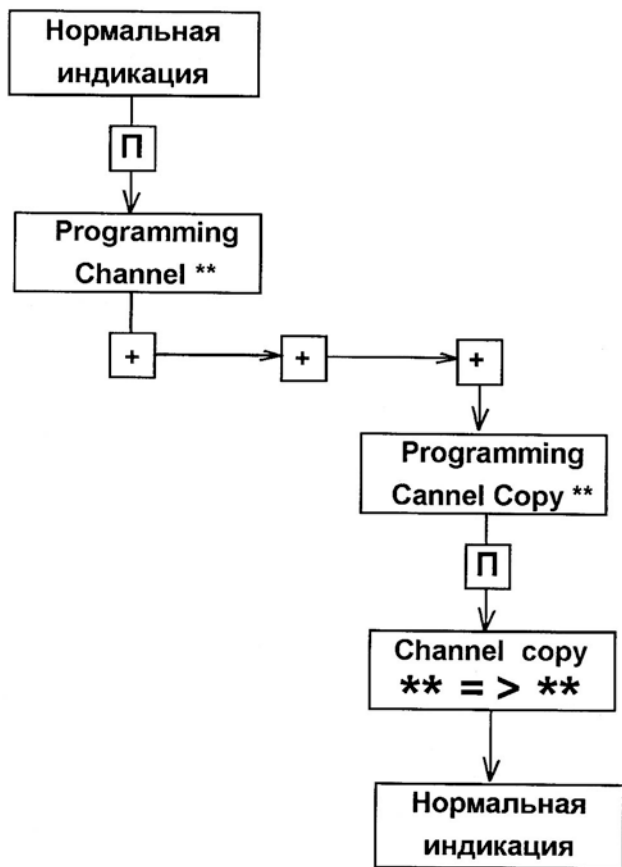 Нормальная
индикация
П
Programming
Channel **
+ + +
Programming
Cannel Copy **
П
Channel copy
** = > **
Нормальная
индикация